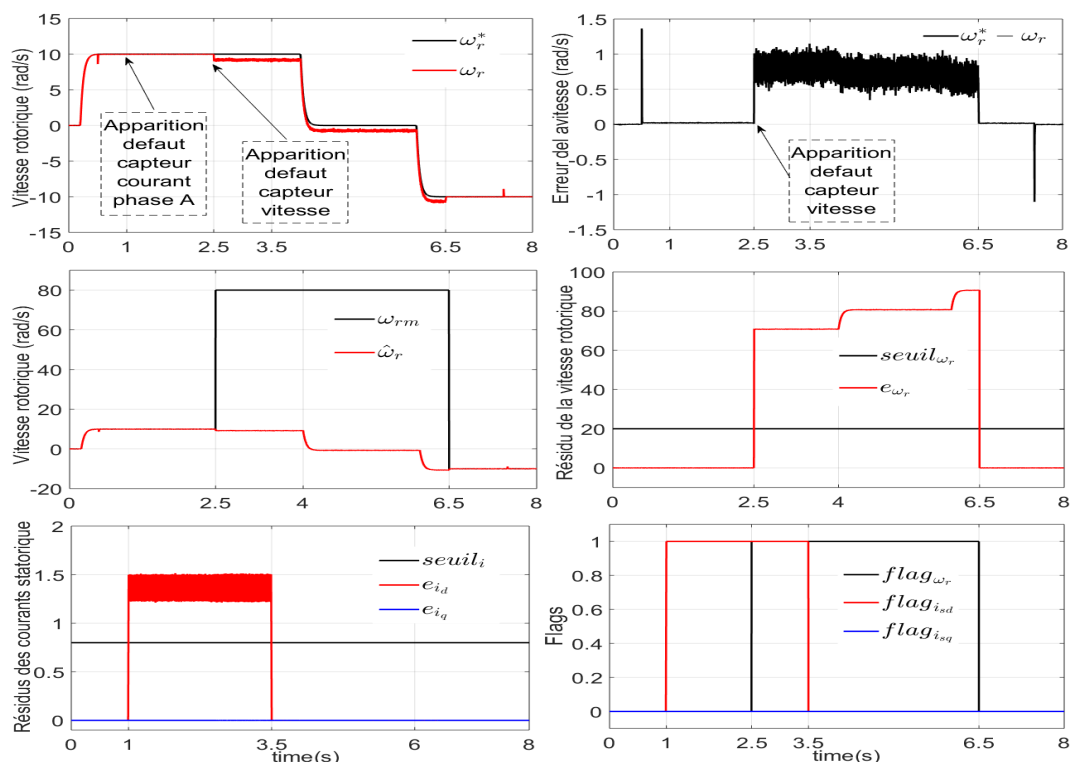 Vitesse rotorique (rad/s)
15
10
5
0
-5
-10
-15
ω*r
ωr
Apparition
defaut
capteur
courant
phase A
Apparition
defaut
capteur
vitesse
0 1 2.5 3.5 6.5 8
Erreur del avitesse (rad/s)
1.5
1
0.5
0
-0.5
-1
-1.5
ω*r − ωr
Apparition
defaut
capteur
vitesse
0 1 2.5 3.5 6.5 8
Vitesse rotorique (rad/s)
80
60
40
20
0
-20
ωrm
ω̂r
0 2.5 4 6.5 8
Résidu de la vitesse rotorique
100
80
60
40
20
0
seuilωr
eωr
0 2.5 4 6.5 8
Résidus des courants statorique
2
1.5
1
0.5
0
seuili
eid
eiq
0 1 3.5 8
time(s)
Flags
1
0.8
0.6
0.4
0.2
0
flagωr
flagisd
flagisq
0 1 2.5 3.5 6.5 8
time(s)